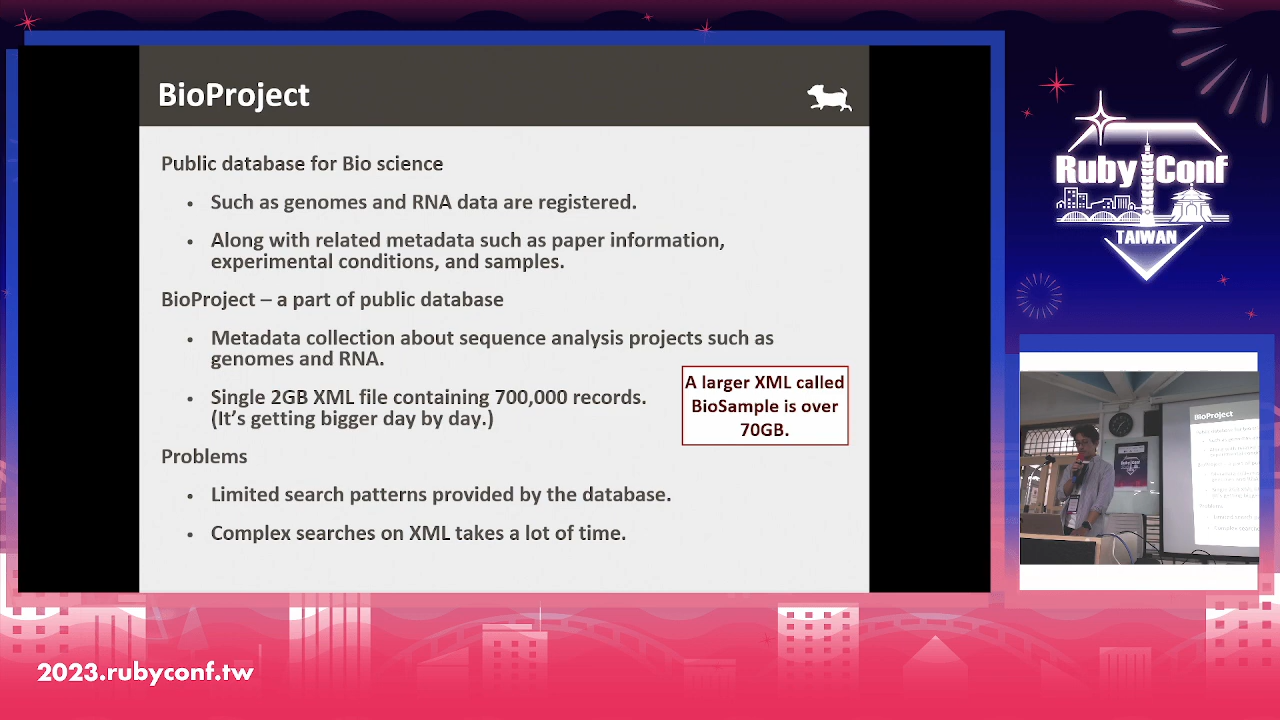 BioProject
Public database for Bio science
• Such as genomes and RNA data are registered.
• Along with related metadata such as paper information,
experimental conditions, and samples.
BioProject – a part of public database
• Metadata collection about sequence analysis projects such as
genomes and RNA.
• Single 2GB XML file containing 700,000 records.
(It's getting bigger day by day.)
A larger XML called
BioSample is over
70GB.
Problems
• Limited search patterns provided by the database.
• Complex searches on XML takes a lot of time.
RubyConf
TAIWAN
BioProject
2023.rubyconf.tw